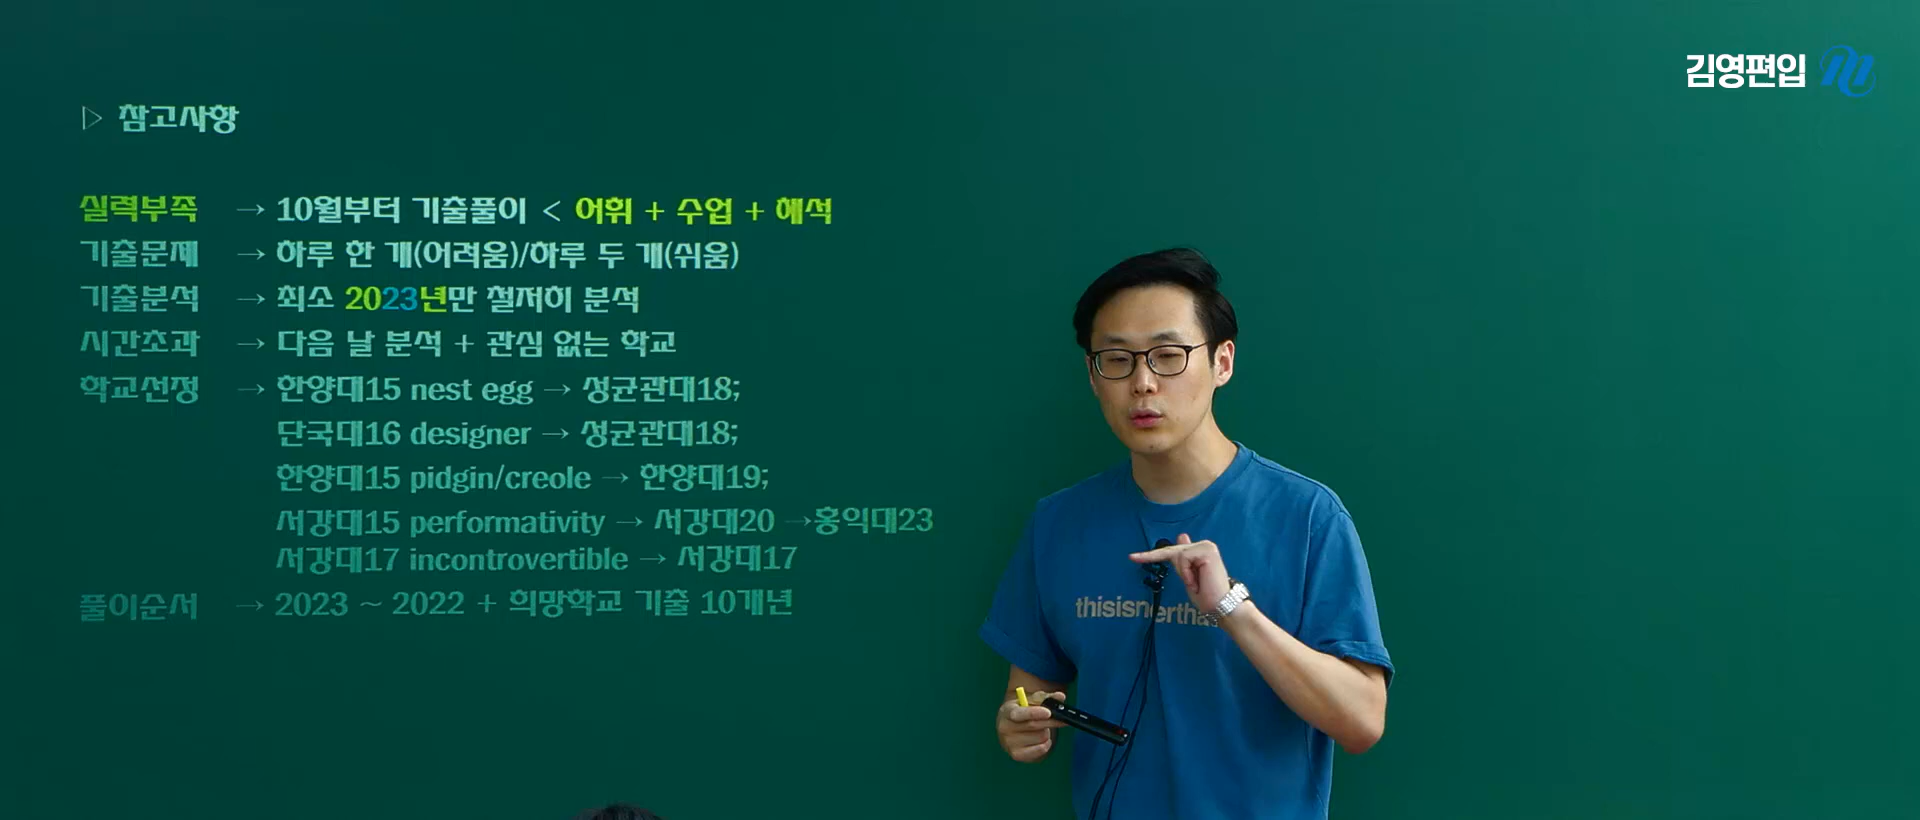 김영편입
▷ 참고사항
실력부족 → 10월부터 기출풀이 < 어휘 + 수업 + 해석
기출문제 → 하루 한 개(어려움)/하루 두 개(쉬움)
기출분석 → 최소 2023년만 철저히 분석
시간초과 → 다음 날 분석 + 관심 없는 학교
학교선정 → 한양대15 nest egg → 성균관대18;
단국대16 designer → 성균관대18;
한양대15 pidgin/creole → 한양대19;
서강대15 performativity → 서강대20 →홍익대23
서강대17 incontrovertible → 서강대17
풀이순서 → 2023 ~ 2022 + 희망학교 기출 10개년